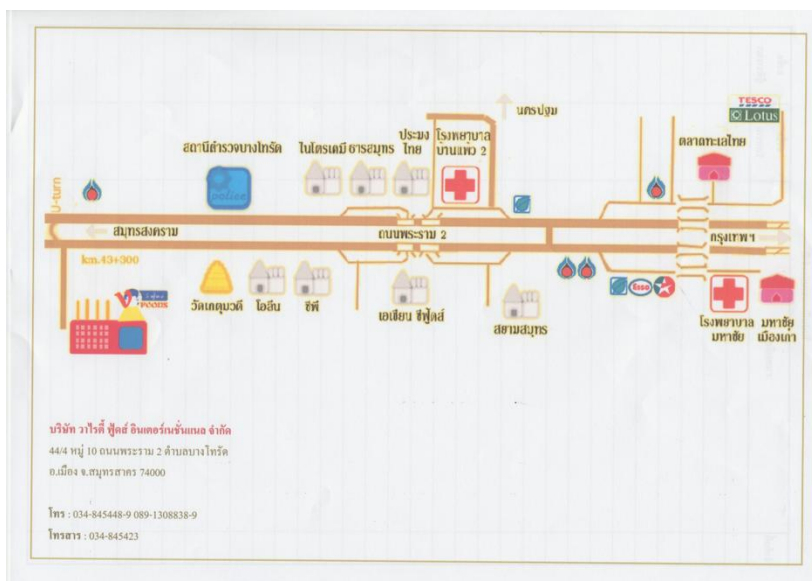 TESCO
Lotus
นครปฐม
สถานีตำรวจบางโทรัด
ไนโตรเคมี
ธารสมุทร
ประมง
ไทย
โรงพยาบาล
บ้านแพ้ว 2
ตลาดทะเลไทย
police
U-turn
สมุทรสงคราม
ถนนพระราม 2
กรุงเทพฯ
km.43+300
FOODS
วัดเกตุมวดี
โอลีน
ซีพี
เอเชียน ซีฟู้ดส์
สยามสมุทร
Esso
โรงพยาบาล
มหาชัย
มหาชัย
เมืองเก่า
บริษัท วาไรตี้ ฟู้ดส์ อินเตอร์เนชั่นแนล จำกัด
44/4 หมู่ 10 ถนนพระราม 2 ตำบลบางโทรัด
อ.เมือง จ.สมุทรสาคร 74000
โทร : 034-845448-9 089-1308838-9
โทรสาร : 034-845423